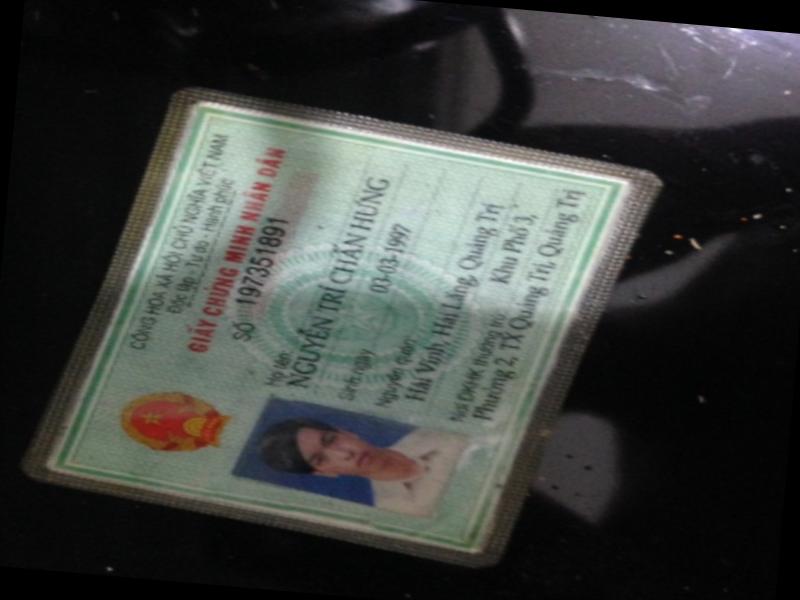 CỘNG HÒA XÃ HỘI CHỦ NGHĨA VIỆT NAM
Độc lập - Tự do - Hạnh phúc
GIẤY CHỨNG MINH NHÂN DÂN
SỐ 197351891
Họ tên
NGUYỄN TRÍ CHẤN HƯNG
Sinh ngày 03-03-1997
Nguyên quán:
Hải Vĩnh, Hải Lăng, Quảng Trị
Nơi ĐKHK thường trú Khu Phố 3,
Phường 2, TX Quảng Trị, Quảng Trị